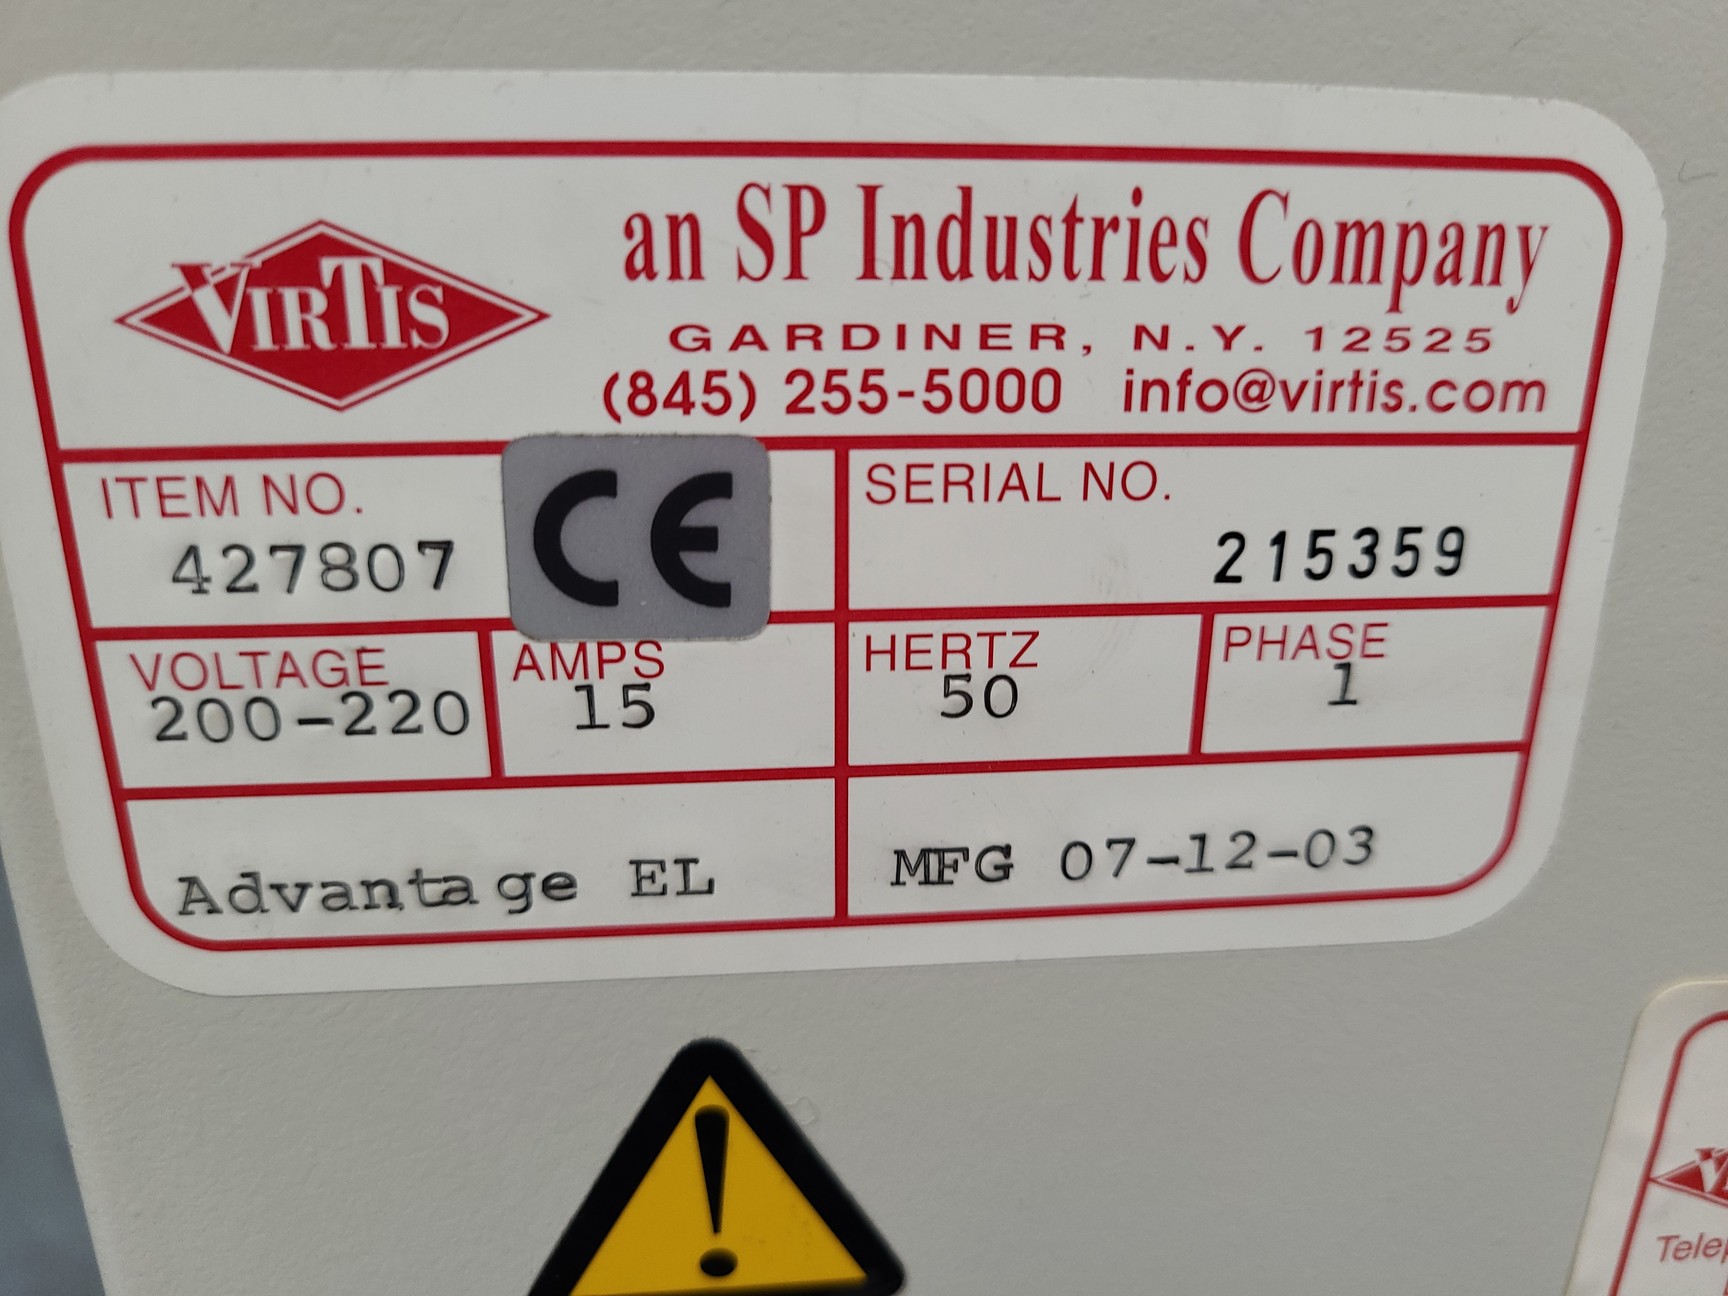 VIRTIS
an SP Industries Company
GARDINER, N.Y. 12525
(845) 255-5000 info@virtis.com
ITEM NO.
427807
CE
SERIAL NO.
215359
VOLTAGE
200-220
AMPS
15
HERTZ
50
PHASE
1
Advantage EL
MFG 07-12-03
!